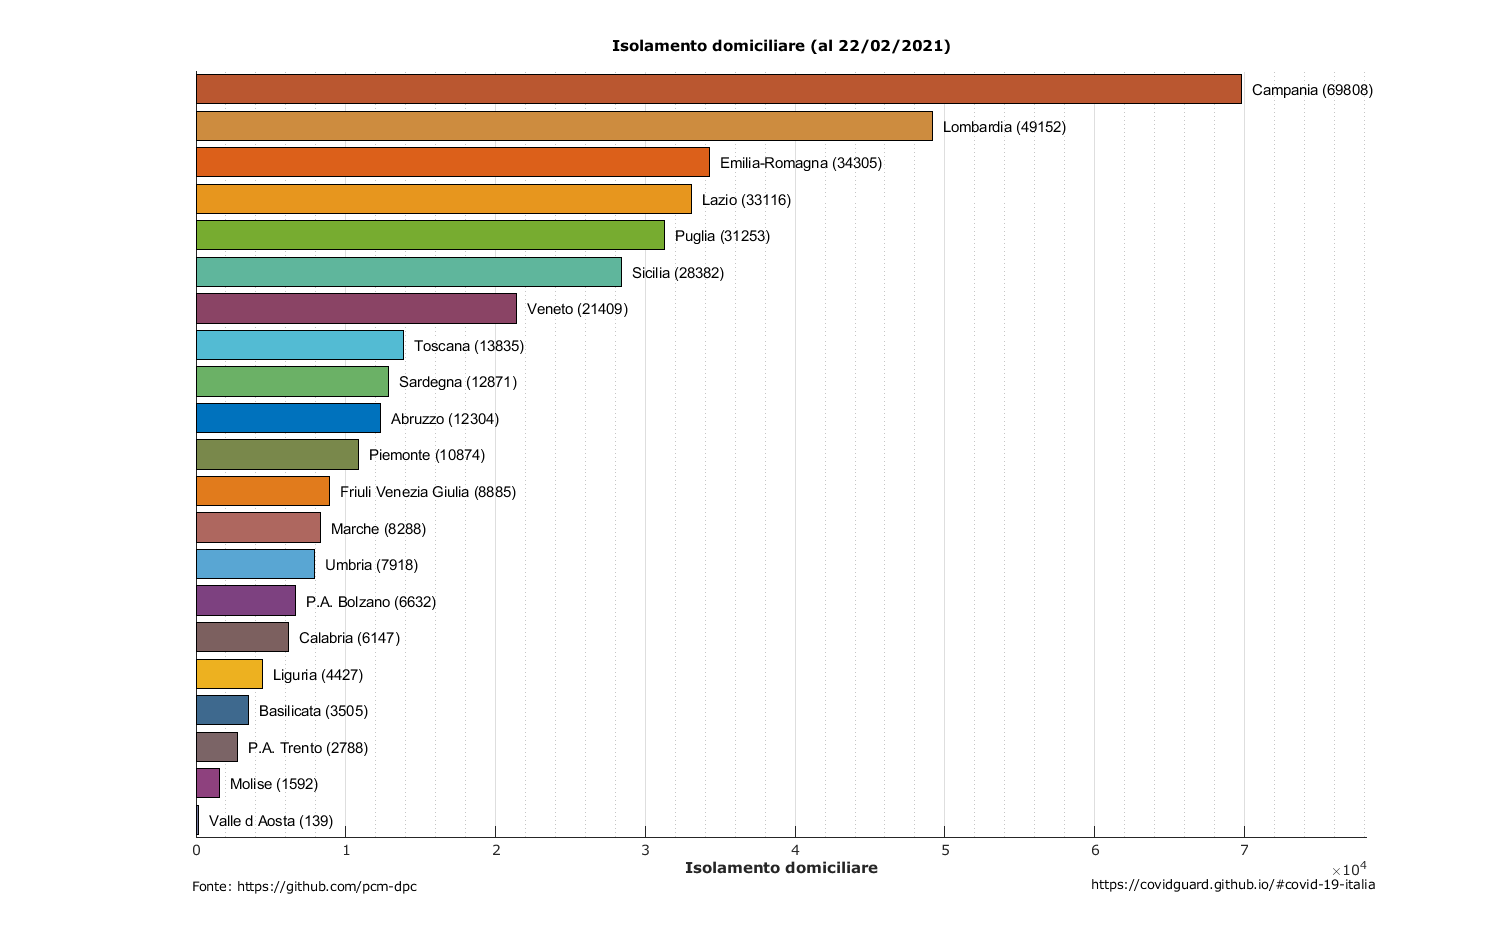 Isolamento domiciliare (al 22/02/2021)
Campania (69808)
Lombardia (49152)
Emilia-Romagna (34305)
Lazio (33116)
Puglia (31253)
Sicilia (28382)
Veneto (21409)
Toscana (13835)
Sardegna (12871)
Abruzzo (12304)
Piemonte (10874)
Friuli Venezia Giulia (8885)
Marche (8288)
Umbria (7918)
P.A. Bolzano (6632)
Calabria (6147)
Liguria (4427)
Basilicata (3505)
P.A. Trento (2788)
Molise (1592)
Valle d Aosta (139)
0 1 2 3 4 5 6 7
Isolamento domiciliare
×10⁴
Fonte: https://github.com/pcm-dpc
https://covidguard.github.io/#covid-19-italia